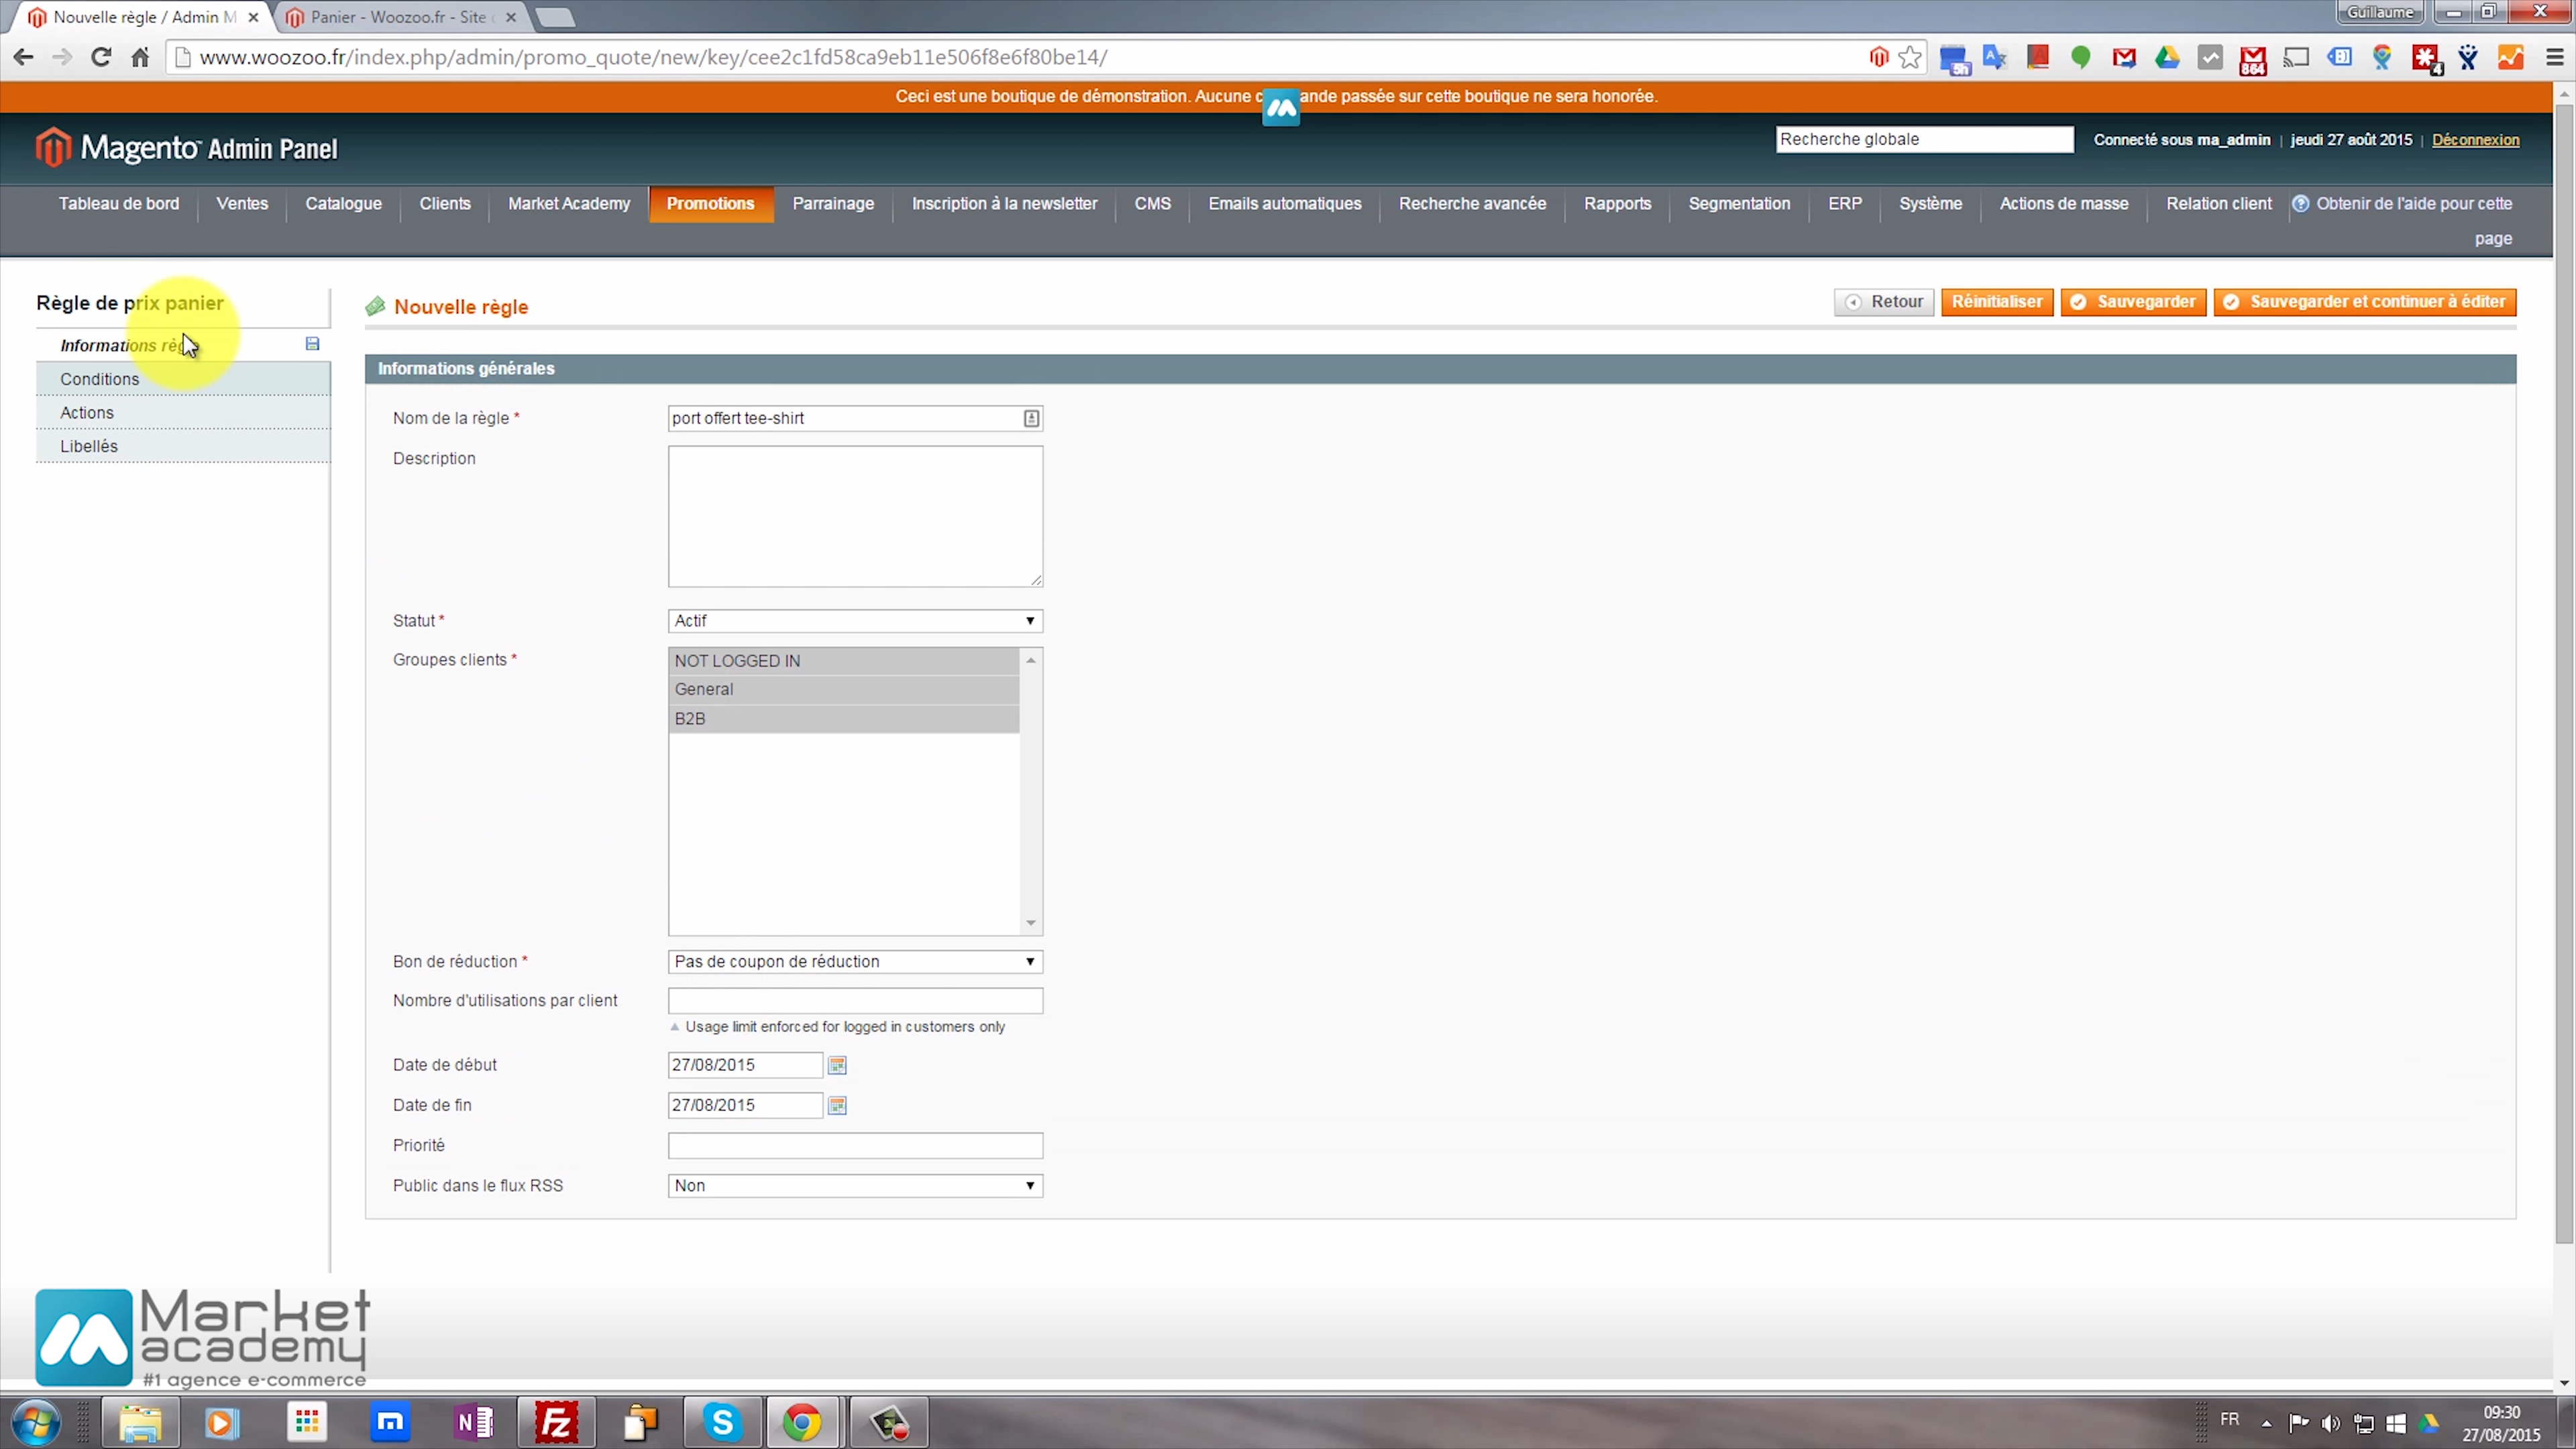 Nouvelle règle / Admin M
Panier - Woozoo.fr - Site
Guillaume
www.woozoo.fr/index.php/admin/promo_quote/new/key/cee2c1fd58ca9eb11e506f8e6f80be14/
5h
864
4
Ceci est une boutique de démonstration. Aucune c ande passée sur cette boutique ne sera honorée.
Magento Admin Panel
Recherche globale
Connecté sous ma_admin | jeudi 27 août 2015 | Déconnexion
Tableau de bord Ventes Catalogue Clients Market Academy Promotions Parrainage Inscription à la newsletter CMS Emails automatiques Recherche avancée Rapports Segmentation ERP Système Actions de masse Relation client Obtenir de l'aide pour cette
page
Règle de prix panier
Informations règle
Conditions
Actions
Libellés
Nouvelle règle
Retour Réinitialiser Sauvegarder Sauvegarder et continuer à éditer
Informations générales
Nom de la règle * port offert tee-shirt
Description
Statut * Actif
Groupes clients * NOT LOGGED IN
General
B2B
Bon de réduction * Pas de coupon de réduction
Nombre d'utilisations par client
Usage limit enforced for logged in customers only
Date de début 27/08/2015
Date de fin 27/08/2015
Priorité
Public dans le flux RSS Non
Market
academy
#1 agence e-commerce
FR
09:30
27/08/2015